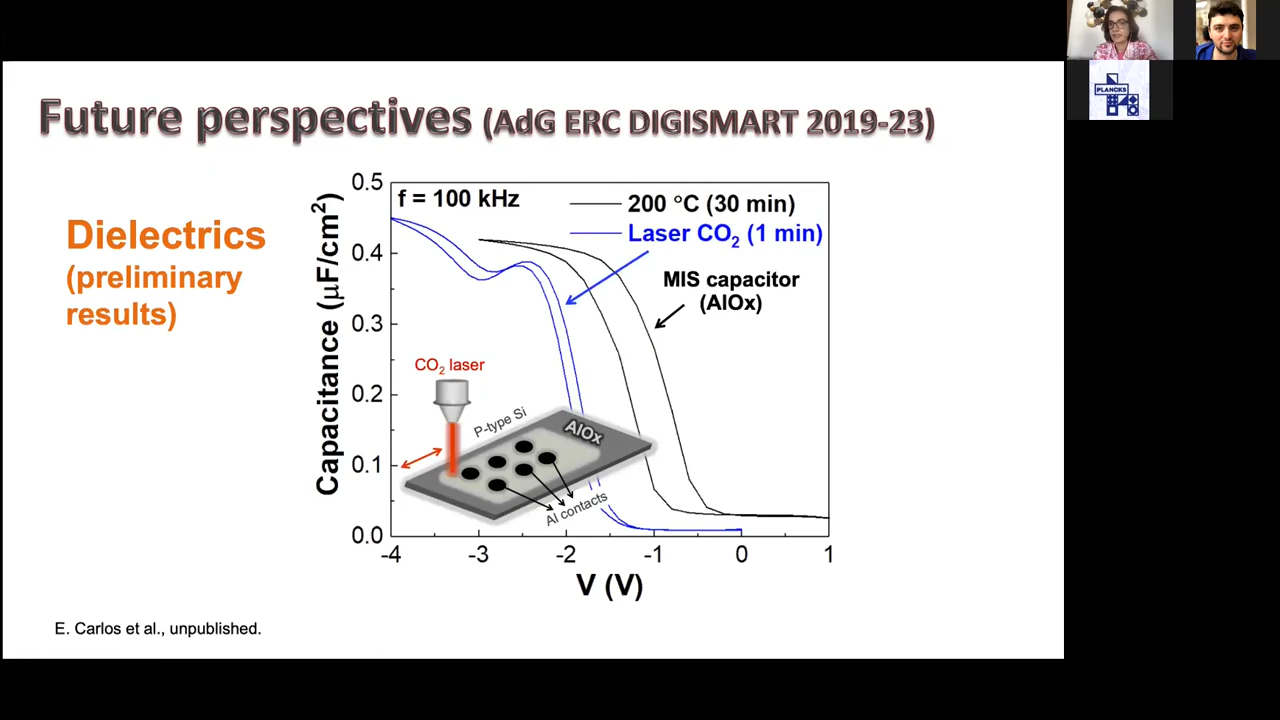 Future perspectives (AdG ERC DIGISMART 2019-23)
Dielectrics
(preliminary
results)
f = 100 kHz
200 °C (30 min)
Laser CO₂ (1 min)
MIS capacitor
(AlOx)
Capacitance (μF/cm²)
0.5
0.4
0.3
0.2
0.1
0.0
CO₂ laser
P-type Si
AlOx
Al contacts
-4 -3 -2 -1 0 1
V (V)
E. Carlos et al., unpublished.
PLANCKS